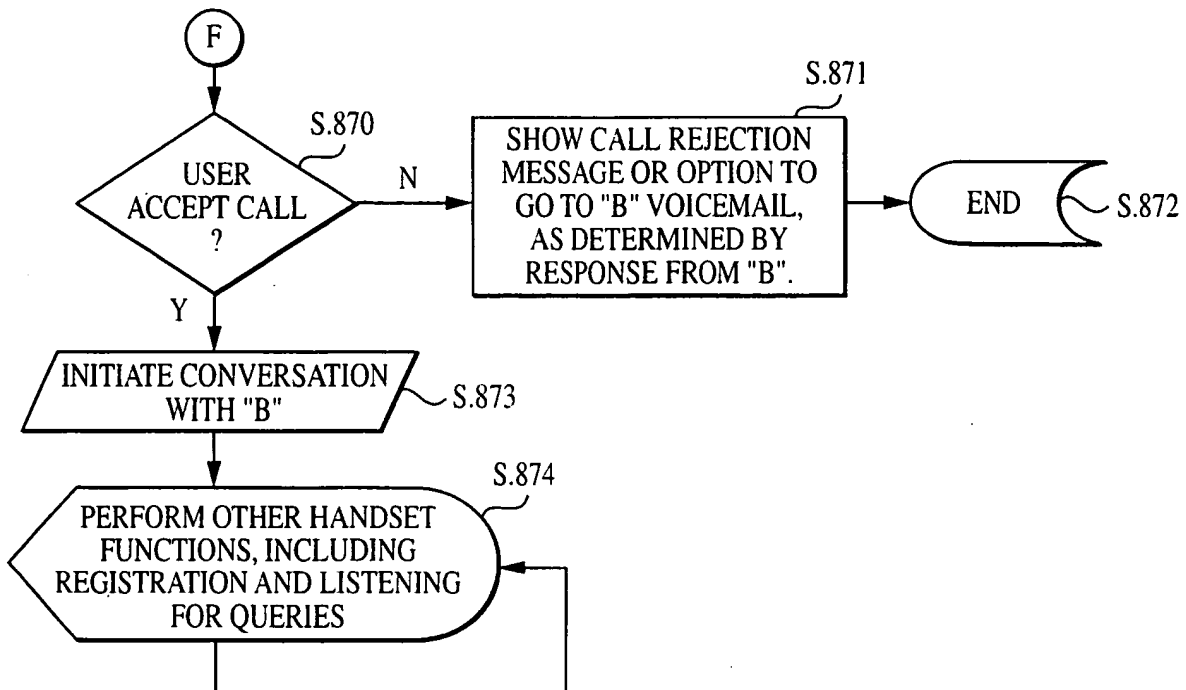 F
S.870
USER
ACCEPT CALL
?
N
S.871
SHOW CALL REJECTION
MESSAGE OR OPTION TO
GO TO "B" VOICEMAIL,
AS DETERMINED BY
RESPONSE FROM "B".
END
S.872
Y
INITIATE CONVERSATION
WITH "B"
S.873
S.874
PERFORM OTHER HANDSET
FUNCTIONS, INCLUDING
REGISTRATION AND LISTENING
FOR QUERIES